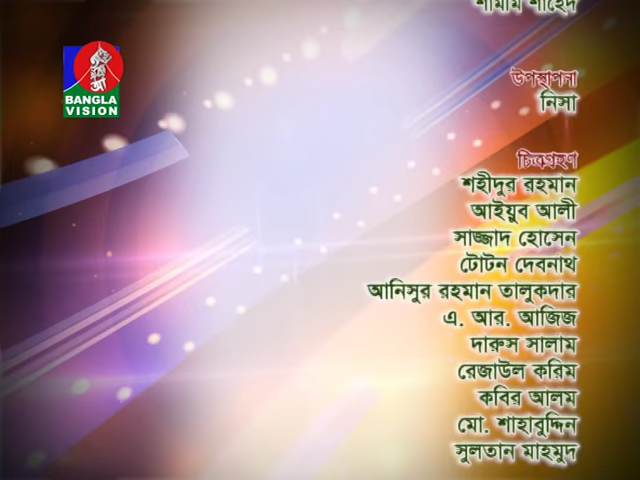 শামীম শাহেদ
BANGLA
VISION
উপস্থাপনা
নিসা
চিত্রগ্রহণ
শহীদুর রহমান
আইয়ুব আলী
সাজ্জাদ হোসেন
টোটন দেবনাথ
আনিসুর রহমান তালুকদার
এ. আর. আজিজ
দারুস সালাম
রেজাউল করিম
কবির আলম
মো. শাহাবুদ্দিন
সুলতান মাহমুদ